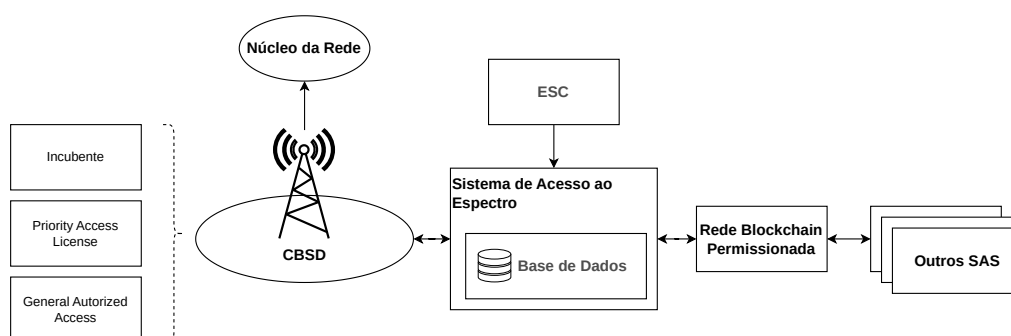 Núcleo da Rede
ESC
Incubente
Priority Access
License
General Autorized
Access
CBSD
Sistema de Acesso ao
Espectro
Base de Dados
Rede Blockchain
Permissionada
Outros SAS